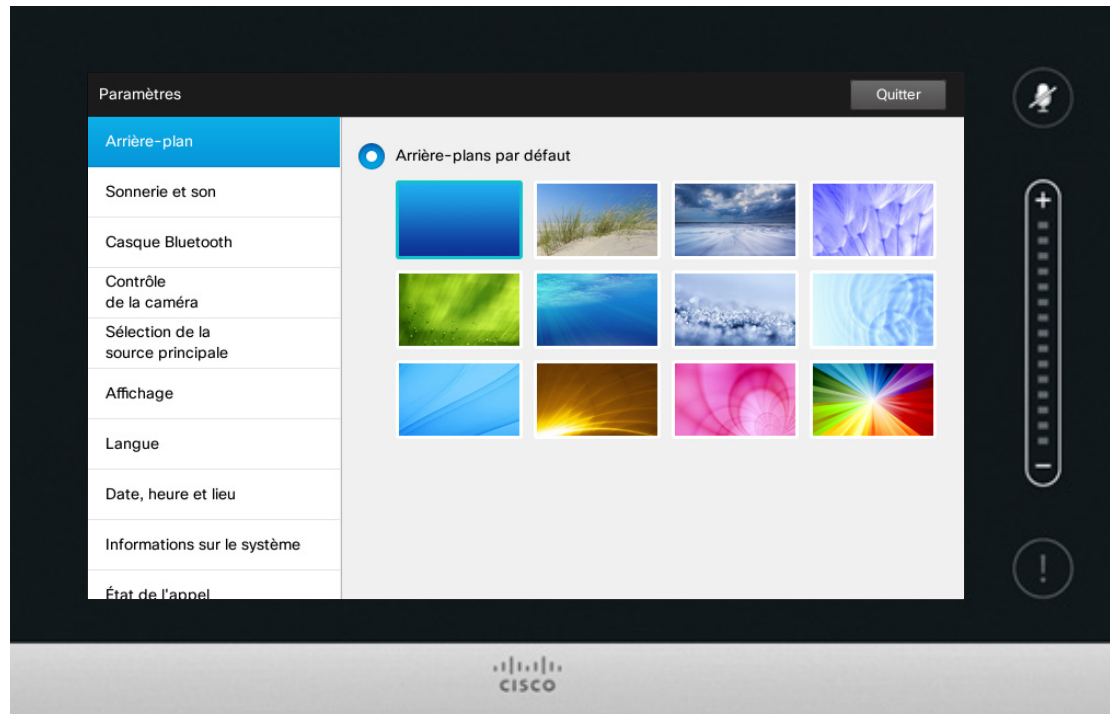 Paramètres
Quitter
Arrière-plan
Arrière-plans par défaut
Sonnerie et son
Casque Bluetooth
Contrôle
de la caméra
Sélection de la
source principale
Affichage
Langue
Date, heure et lieu
Informations sur le système
État de l'appel
+
−
!
CISCO